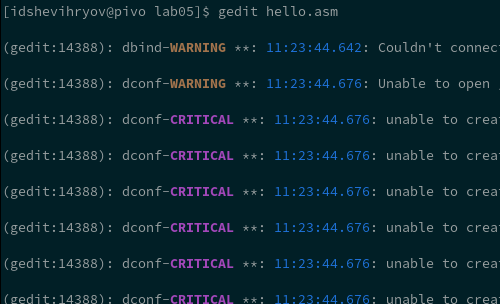 [idshevihryov@pivo lab05]$ gedit hello.asm
(gedit:14388): dbind-WARNING **: 11:23:44.642: Couldn't connec
(gedit:14388): dconf-WARNING **: 11:23:44.676: Unable to open
(gedit:14388): dconf-CRITICAL **: 11:23:44.676: unable to crea
(gedit:14388): dconf-CRITICAL **: 11:23:44.676: unable to crea
(gedit:14388): dconf-CRITICAL **: 11:23:44.676: unable to crea
(gedit:14388): dconf-CRITICAL **: 11:23:44.676: unable to crea
(gedit:14388): dconf-CRITICAL **: 11:23:44.676: unable to crea
(gedit:14388): dconf-CRITICAL **: 11:23:44.676: unable to crea